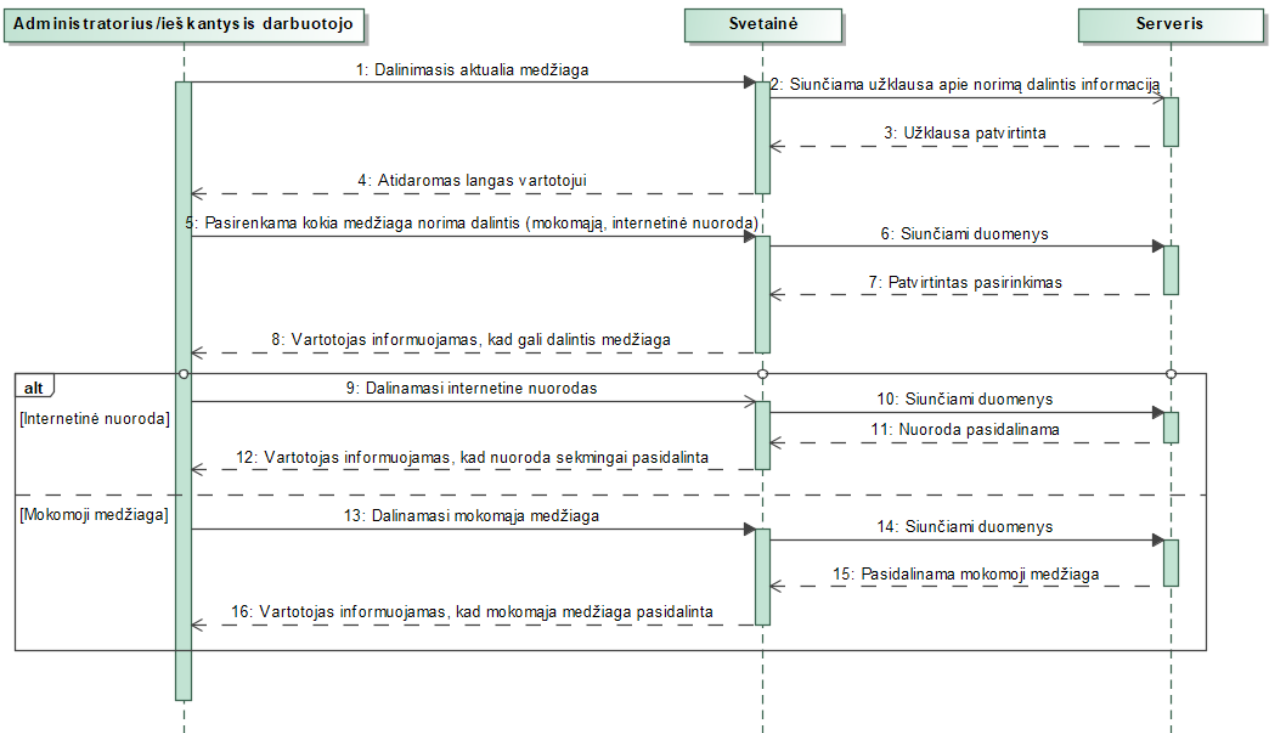 Administratorius/ieškantysis darbuotojo
Svetainė
Serveris
1: Dalinimasis aktualia medžiaga
2: Siunčiama užklausa apie norimą dalintis informaciją
3: Užklausa patvirtinta
4: Atidaromas langas vartotojui
5: Pasirenkama kokia medžiaga norima dalintis (mokomąją, internetinė nuoroda)
6: Siunčiami duomenys
7: Patvirtintas pasirinkimas
8: Vartotojas informuojamas, kad gali dalintis medžiaga
alt
9: Dalinamasi internetine nuorodas
[Internetinė nuoroda]
10: Siunčiami duomenys
11: Nuoroda pasidalinama
12: Vartotojas informuojamas, kad nuoroda sekmingai pasidalinta
[Mokomoji medžiaga]
13: Dalinamasi mokomąja medžiaga
14: Siunčiami duomenys
15: Pasidalinama mokomoji medžiaga
16: Vartotojas informuojamas, kad mokomąja medžiaga pasidalinta